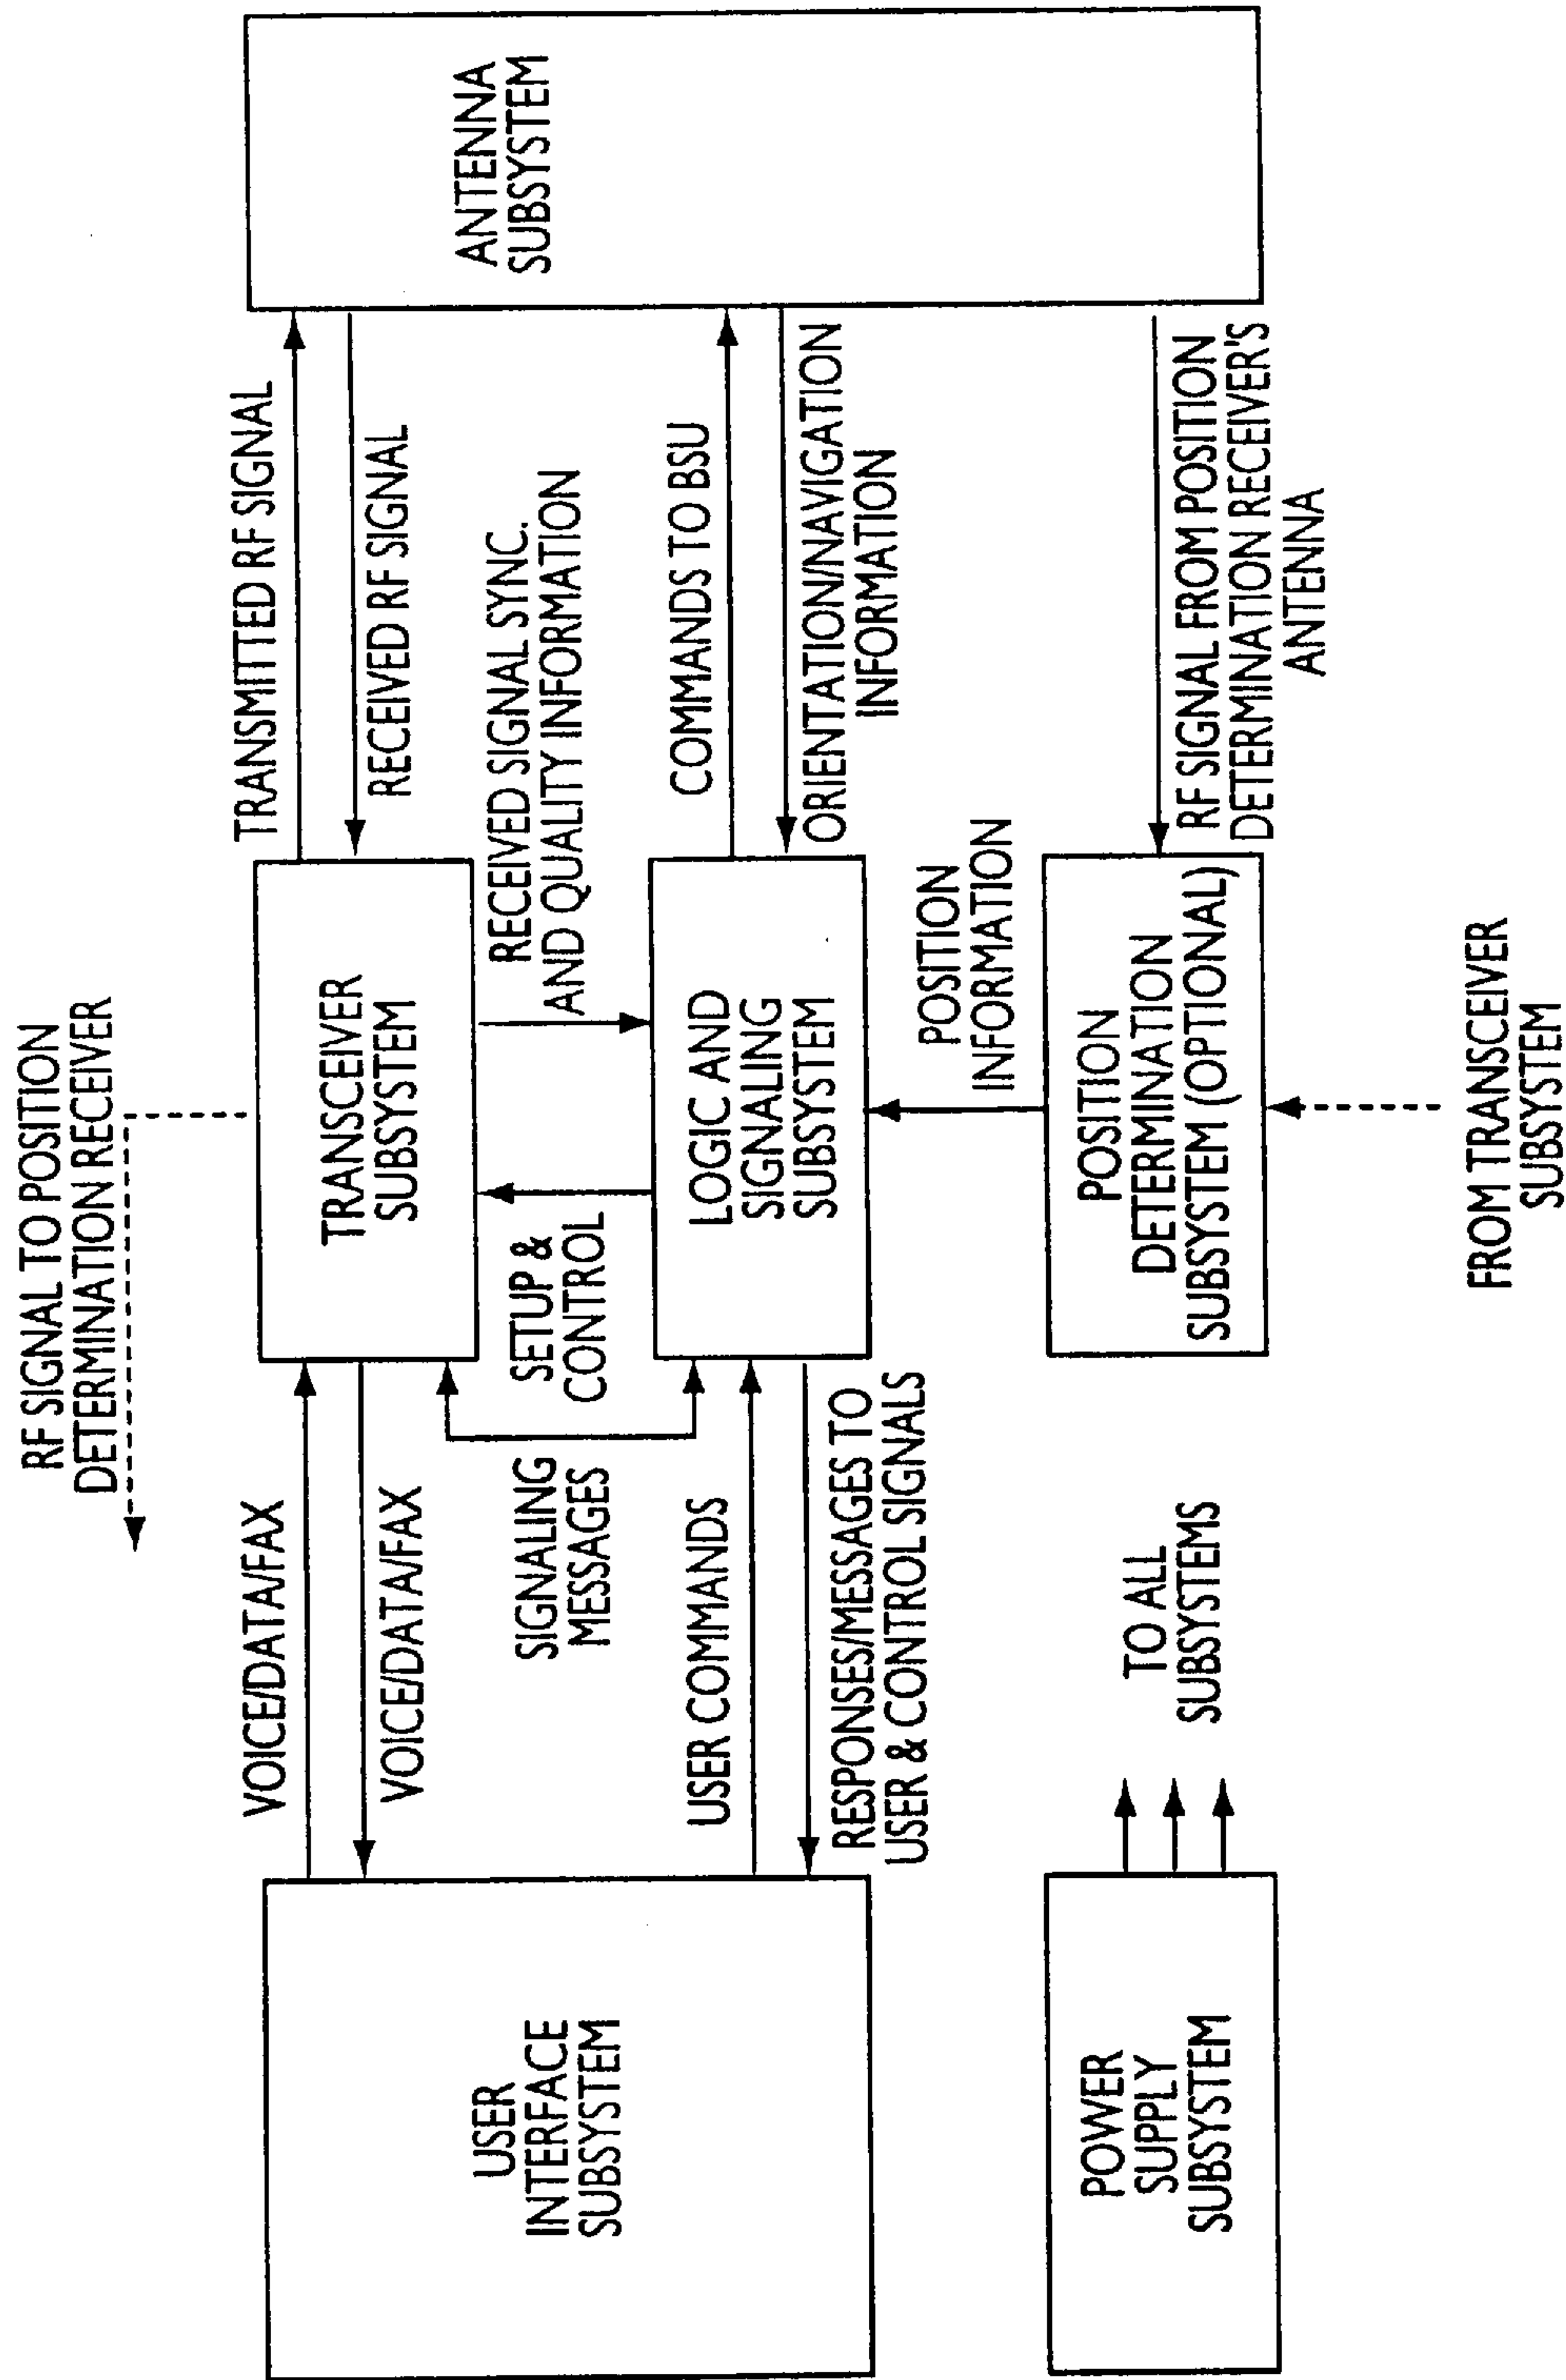 RF SIGNAL TO POSITION
DETERMINATION RECEIVER
VOICE/DATA/FAX
VOICE/DATA/FAX
TRANSMITTED RF SIGNAL
RECEIVED RF SIGNAL
USER
INTERFACE
SUBSYSTEM
TRANSCEIVER
SUBSYSTEM
ANTENNA
SUBSYSTEM
SIGNALING
MESSAGES
SETUP &
CONTROL
RECEIVED SIGNAL SYNC.
AND QUALITY INFORMATION
USER COMMANDS
RESPONSES/MESSAGES TO
USER & CONTROL SIGNALS
LOGIC AND
SIGNALING
SUBSYSTEM
COMMANDS TO BSU
ORIENTATION/NAVIGATION
INFORMATION
POSITION
INFORMATION
POWER
SUPPLY
SUBSYSTEM
TO ALL
SUBSYSTEMS
POSITION
DETERMINATION
SUBSYSTEM (OPTIONAL)
RF SIGNAL FROM POSITION
DETERMINATION RECEIVER'S
ANTENNA
FROM TRANSCEIVER
SUBSYSTEM